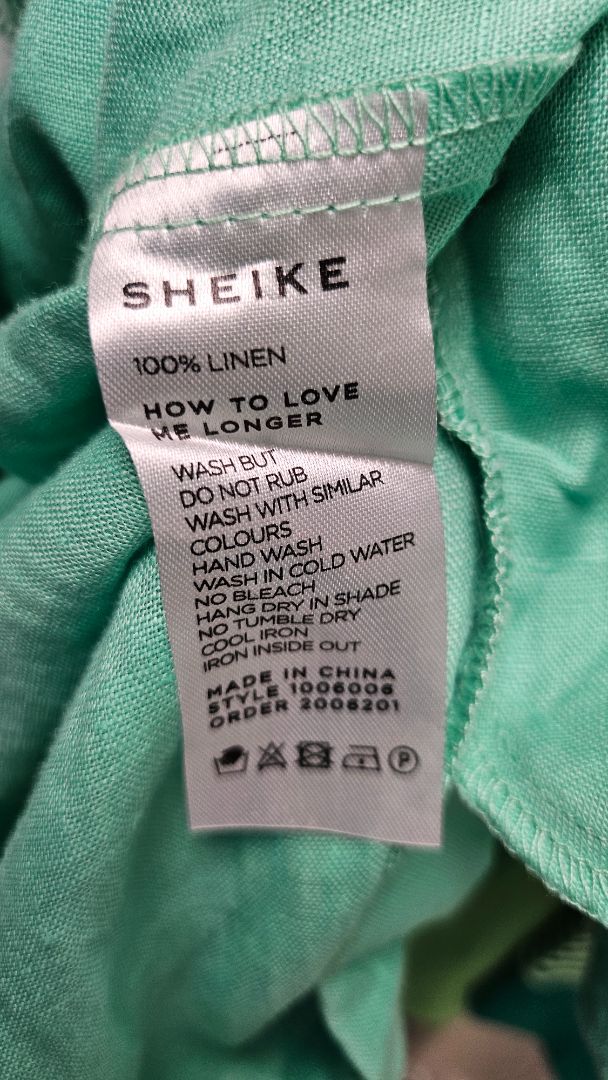 SHEIKE
100% LINEN
HOW TO LOVE
ME LONGER
WASH BUT
DO NOT RUB
WASH WITH SIMILAR
COLOURS
HAND WASH
WASH IN COLD WATER
NO BLEACH
HANG DRY IN SHADE
NO TUMBLE DRY
COOL IRON
IRON INSIDE OUT
MADE IN CHINA
STYLE 1006006
ORDER 2006201
P